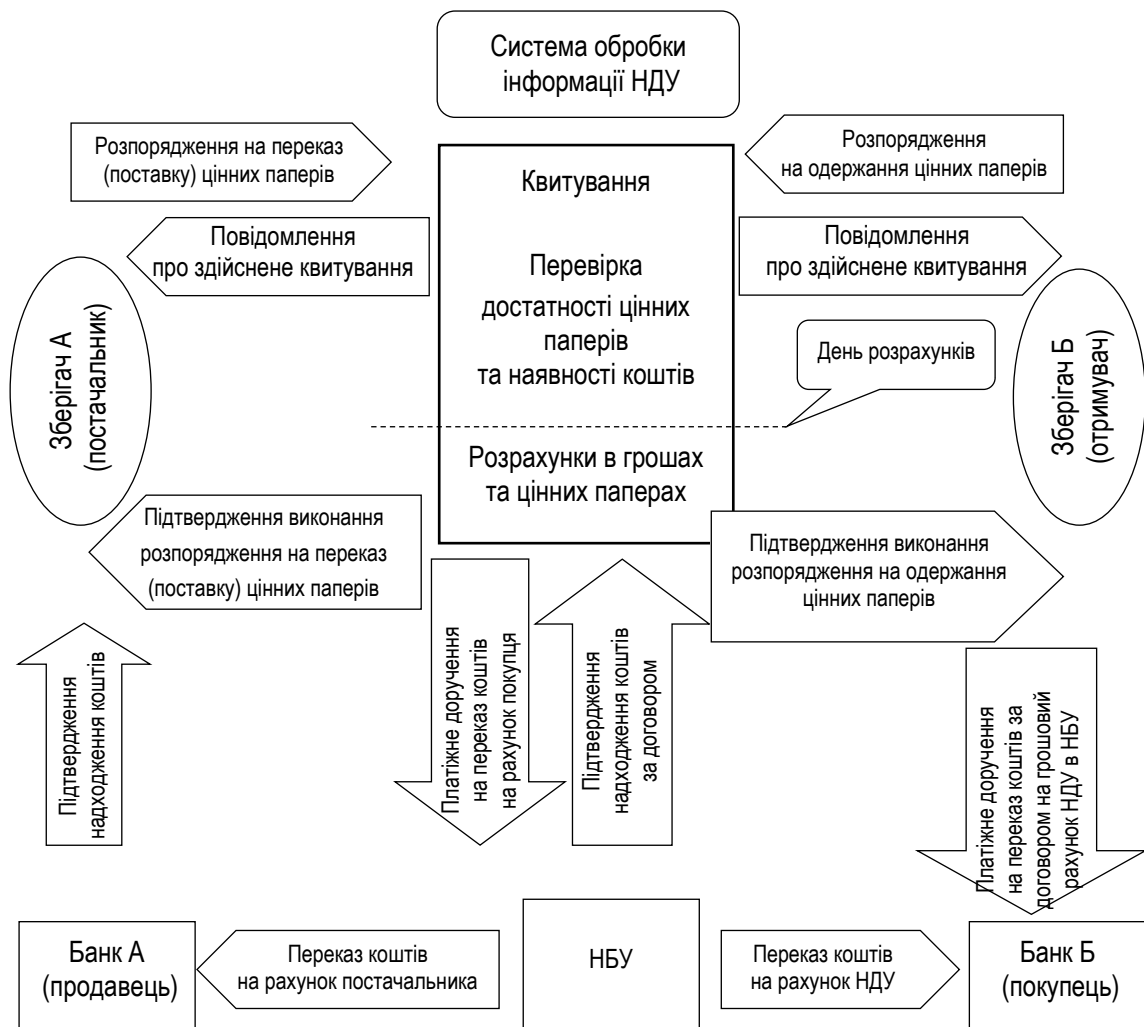 Система обробки
інформації НДУ
Розпорядження на переказ
(поставку) цінних паперів
Квитування
Розпорядження
на одержання цінних паперів
Повідомлення
про здійснене квитування
Повідомлення
про здійснене квитування
Перевірка
достатності цінних
паперів
та наявності коштів
Зберігач А
(постачальник)
День розрахунків
Зберігач Б
(отримувач)
Розрахунки в грошах
та цінних паперах
Підтвердження виконання
розпорядження на переказ
(поставку) цінних паперів
Підтвердження виконання
розпорядження на одержання
цінних паперів
Підтвердження
надходження коштів
Платіжне доручення
на переказ коштів
на рахунок покупця
Підтвердження
надходження коштів
за договором
Платіжне доручення
на переказ коштів за
договором на грошовий
рахунок НДУ в НБУ
Банк А
(продавець)
Переказ коштів
на рахунок постачальника
НБУ
Переказ коштів
на рахунок НДУ
Банк Б
(покупець)